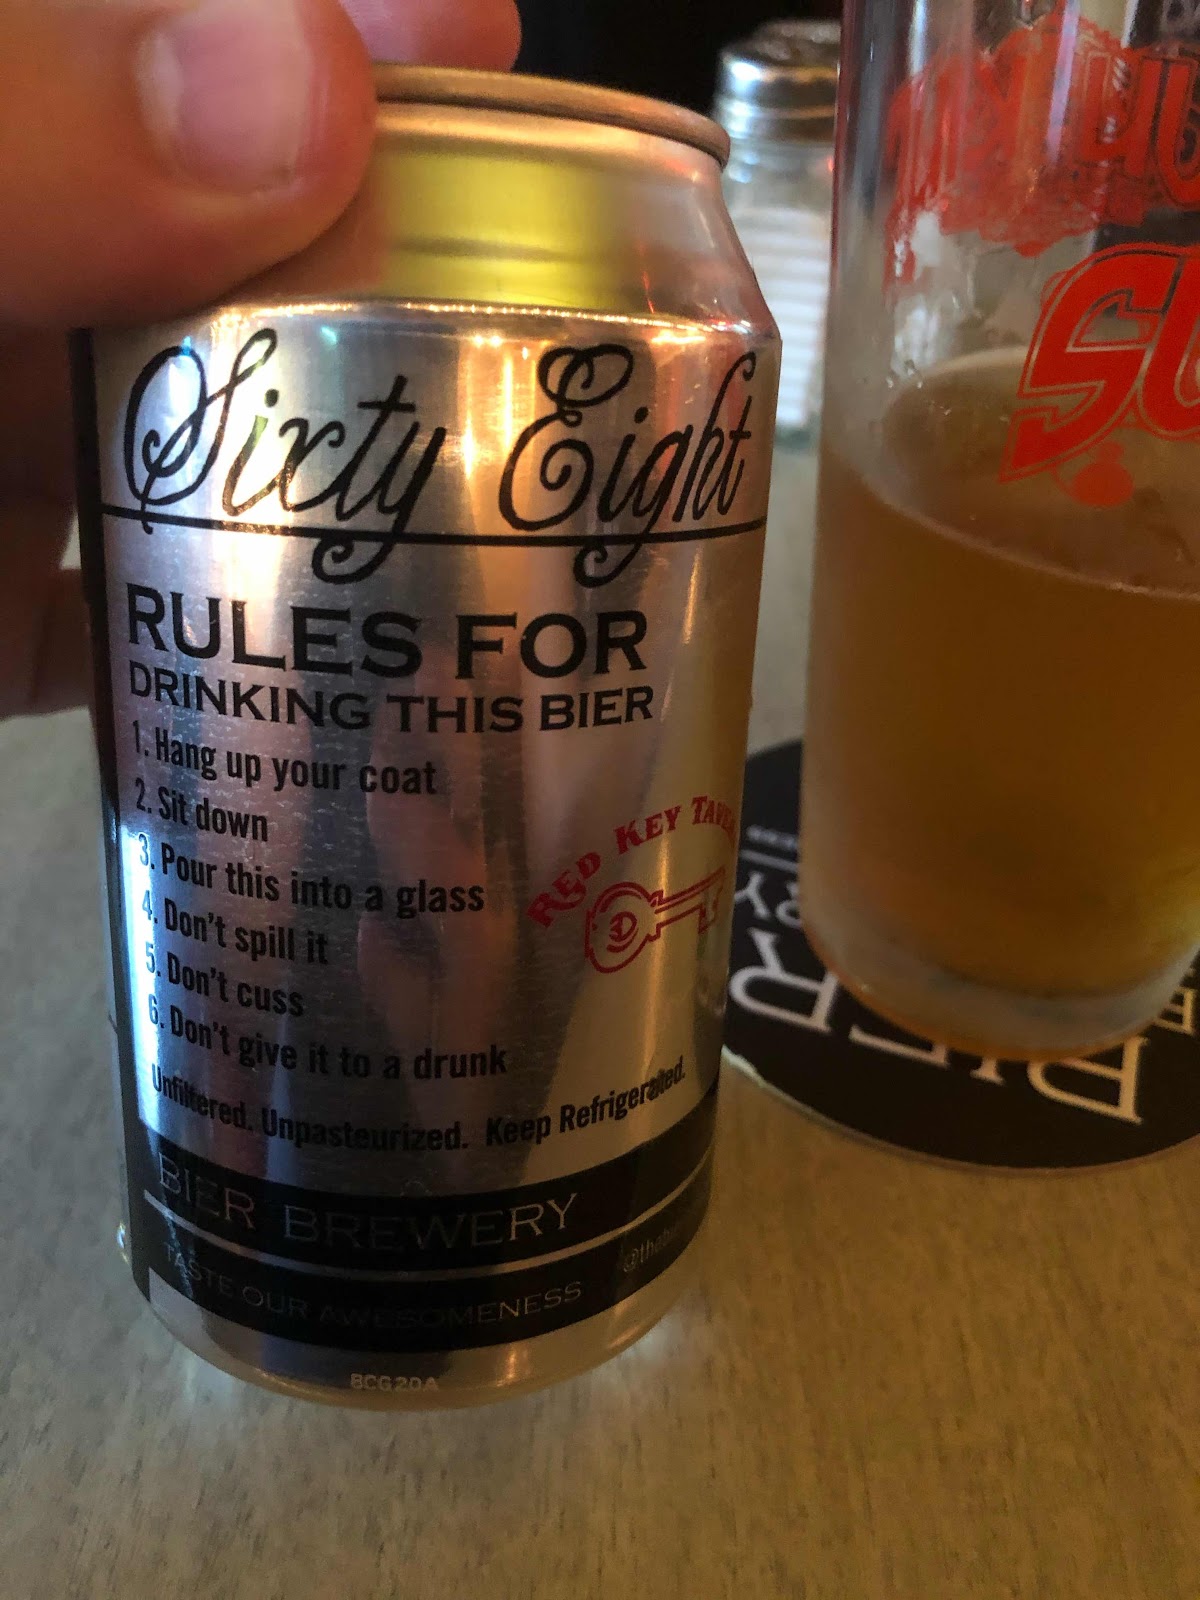 Sixty Eight
RULES FOR
DRINKING THIS BIER
1. Hang up your coat
2. Sit down
3. Pour this into a glass
4. Don't spill it
5. Don't cuss
6. Don't give it to a drunk
RED KEY
Unfiltered. Unpasteurized. Keep Refrigerated.
BIER BREWERY
TASTE OUR AWESOMENESS
8CG20A